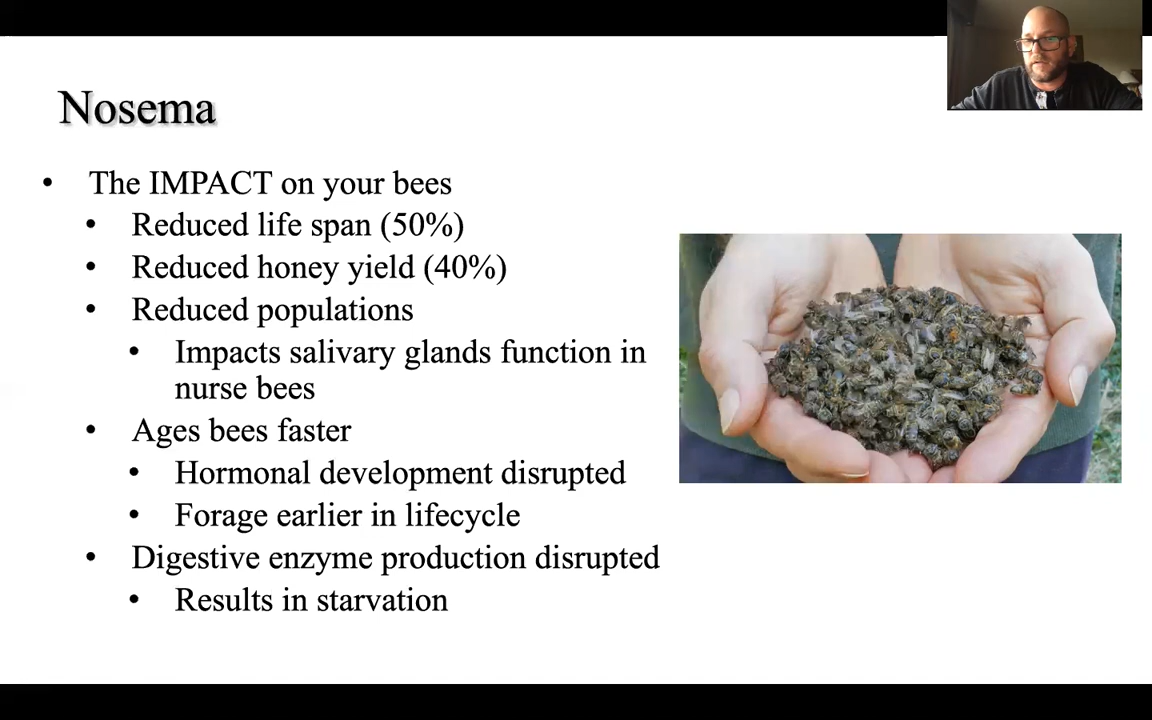 Nosema
• The IMPACT on your bees
• Reduced life span (50%)
• Reduced honey yield (40%)
• Reduced populations
• Impacts salivary glands function in
nurse bees
• Ages bees faster
• Hormonal development disrupted
• Forage earlier in lifecycle
• Digestive enzyme production disrupted
• Results in starvation